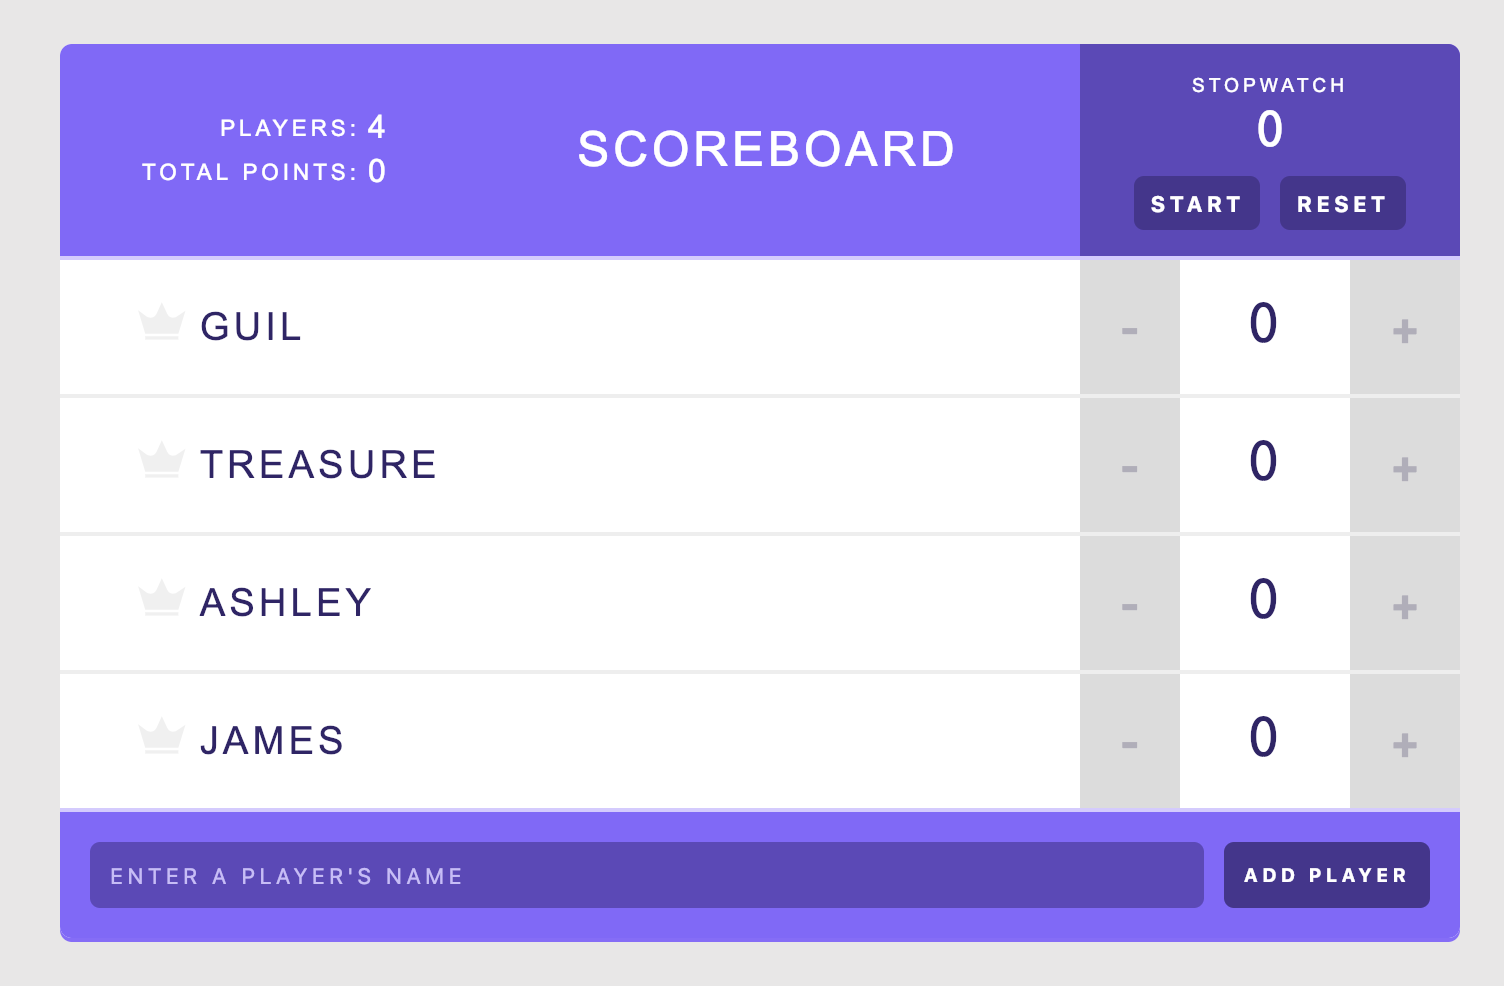 PLAYERS: 4
TOTAL POINTS: 0
SCOREBOARD
STOPWATCH
0
START RESET
GUIL - 0 +
TREASURE - 0 +
ASHLEY - 0 +
JAMES - 0 +
ENTER A PLAYER'S NAME ADD PLAYER